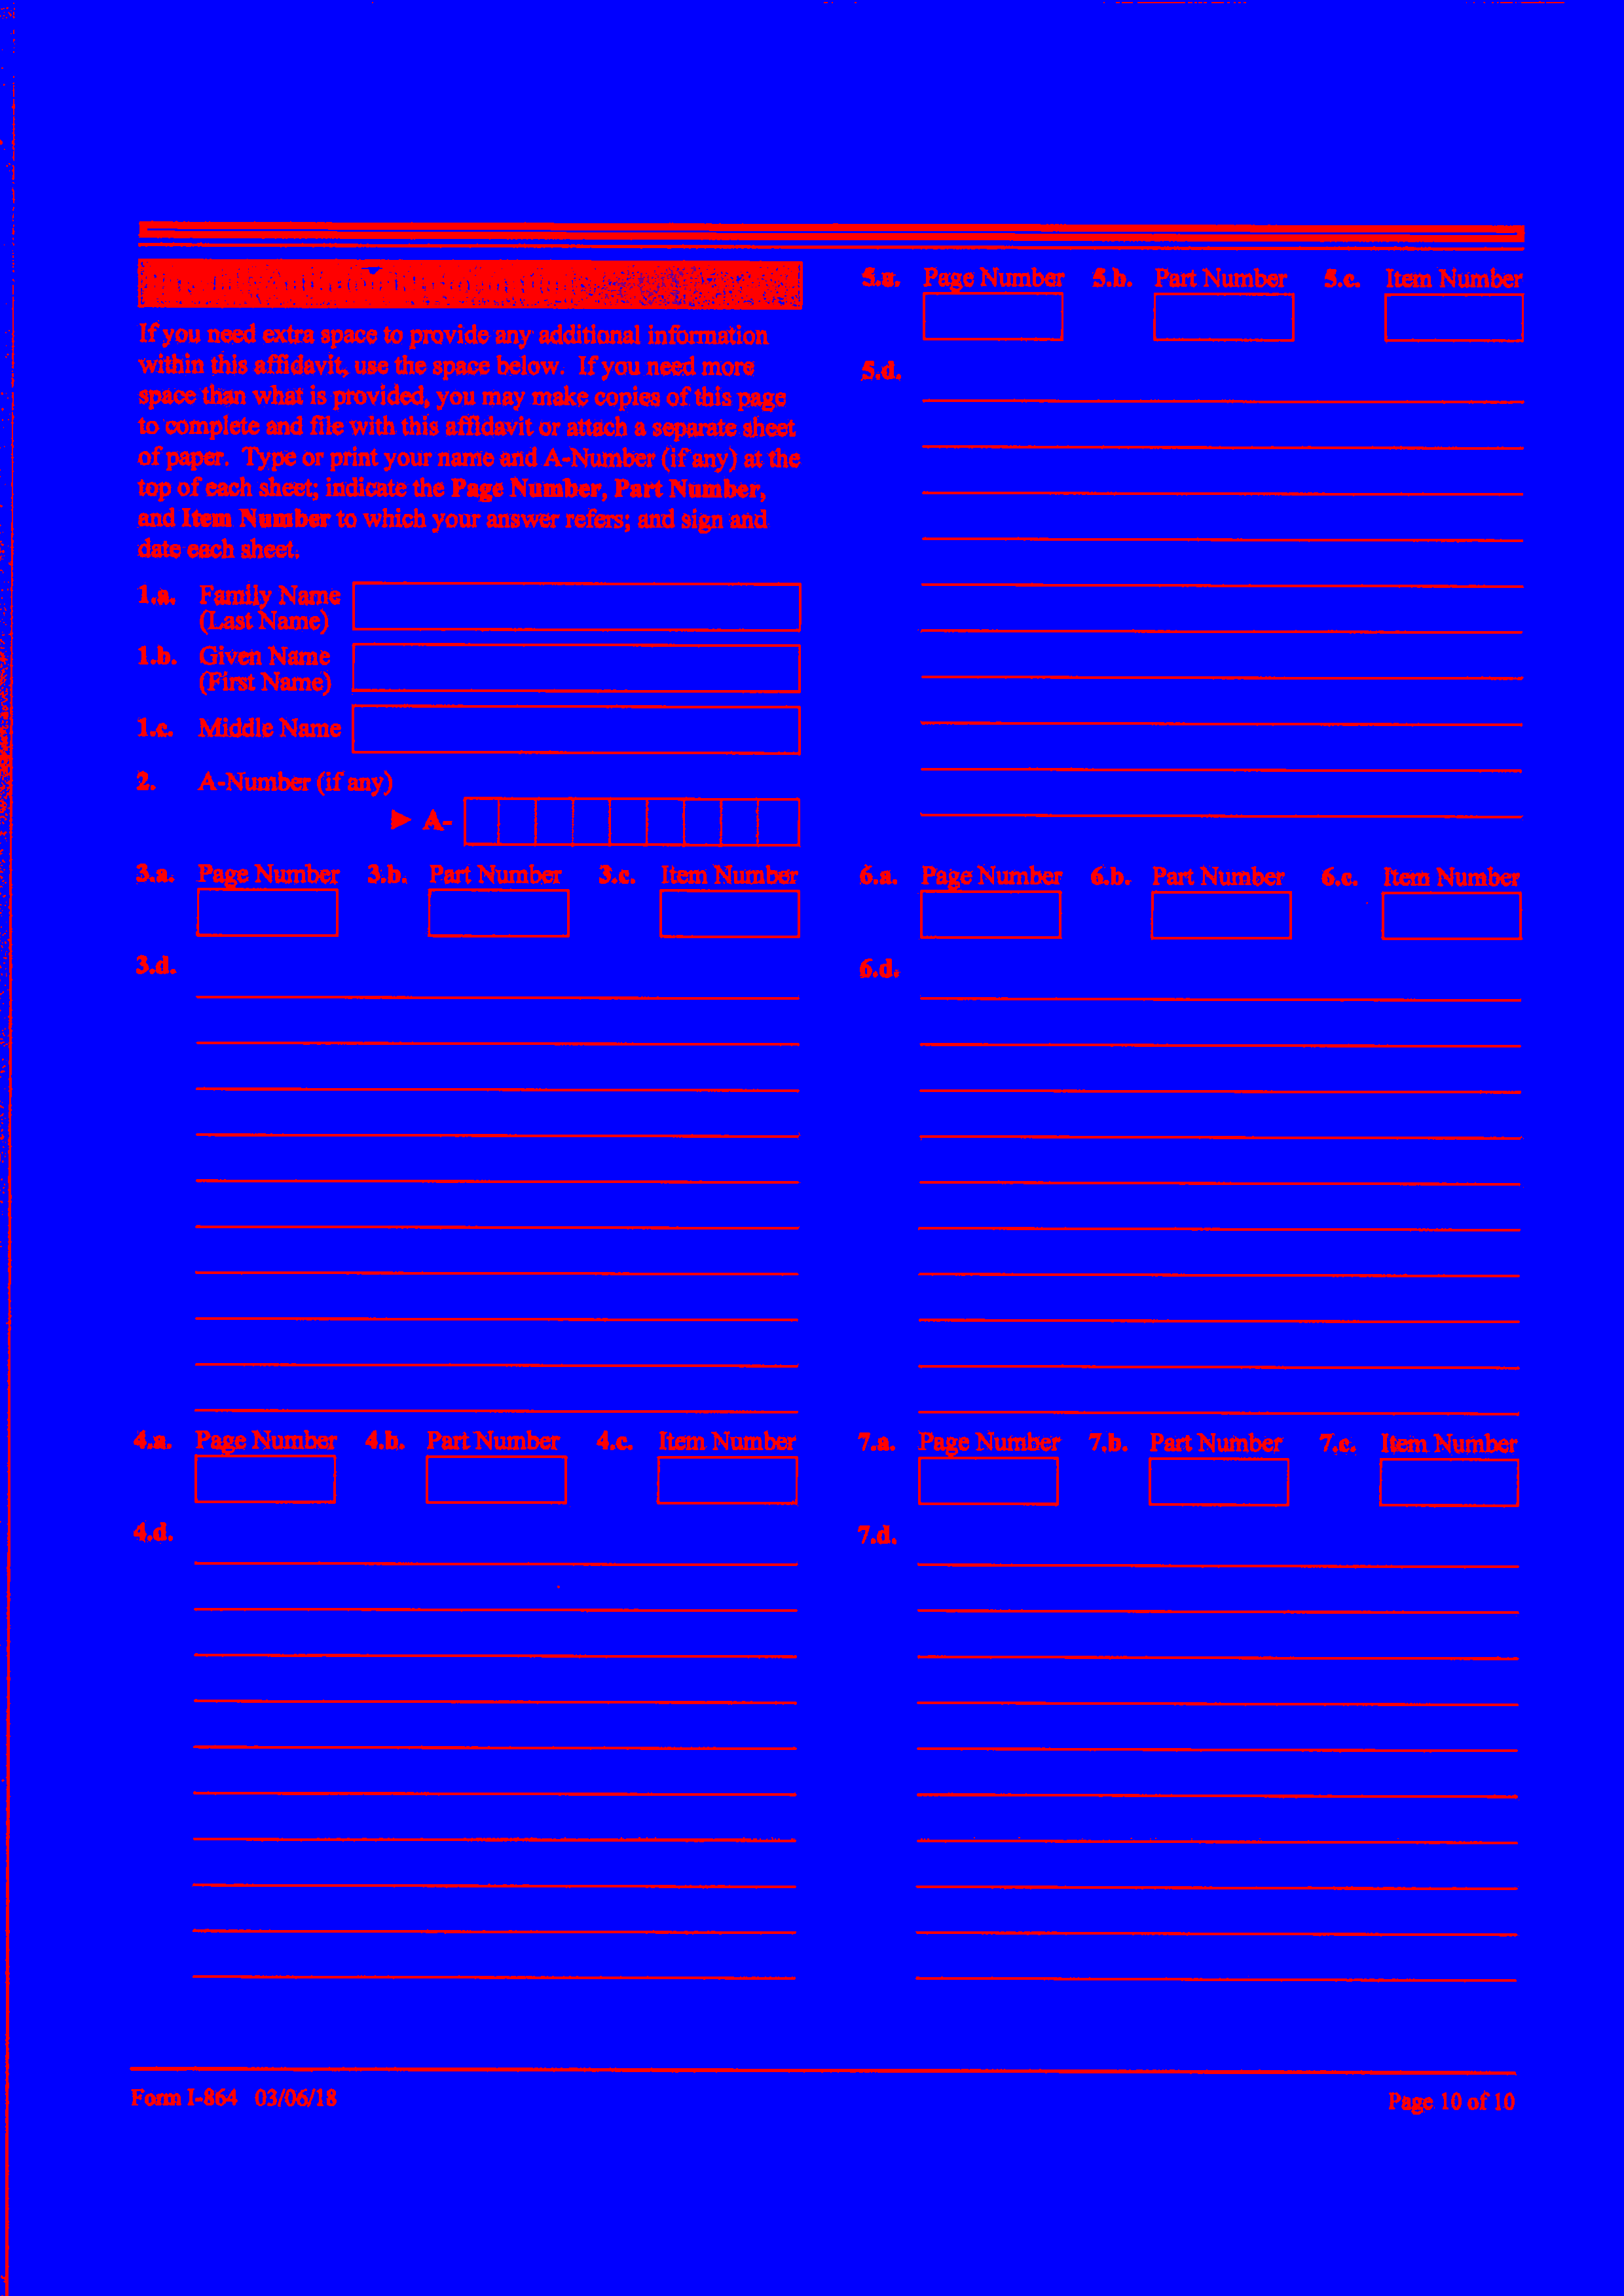 If you need extra space to provide any additional information
within this affidavit, use the space below. If you need more
space than what is provided, you may make copies of this page
to complete and file with this affidavit or attach a separate sheet
of paper. Type or print your name and A-Number (if any) at the
top of each sheet; indicate the Page Number, Part Number,
and Item Number to which your answer refers; and sign and
date each sheet.
1.a. Family Name
(Last Name)
1.b. Given Name
(First Name)
1.c. Middle Name
2. A-Number (if any)
► A-
3.a. Page Number 3.b. Part Number 3.c. Item Number
3.d.
4.a. Page Number 4.b. Part Number 4.c. Item Number
4.d.
5.a. Page Number 5.b. Part Number 5.c. Item Number
5.d.
6.a. Page Number 6.b. Part Number 6.c. Item Number
6.d.
7.a. Page Number 7.b. Part Number 7.c. Item Number
7.d.
Form I-864 03/06/18
Page 10 of 10